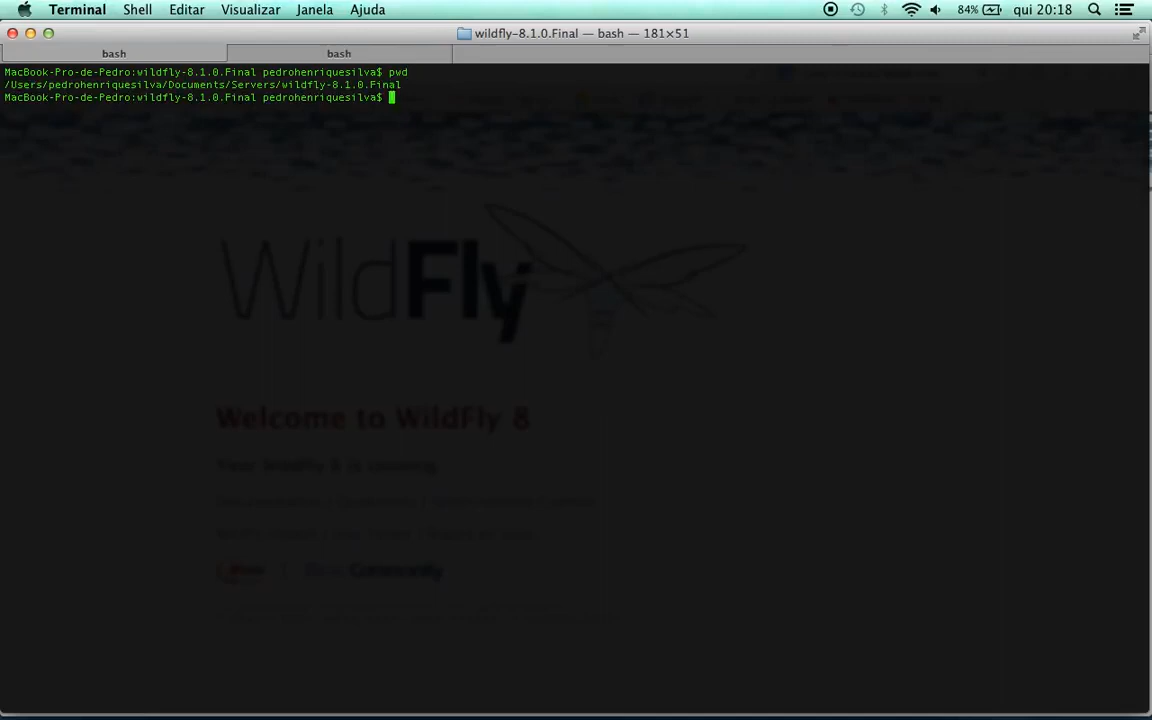 Terminal Shell Editar Visualizar Janela Ajuda 84% qui 20:18
wildfly-8.1.0.Final — bash — 181×51
bash bash
MacBook-Pro-de-Pedro:wildfly-8.1.0.Final pedrohenriquesilva$ pwd
/Users/pedrohenriquesilva/Documents/Servers/wildfly-8.1.0.Final
MacBook-Pro-de-Pedro:wildfly-8.1.0.Final pedrohenriquesilva$
WildFly
Welcome to WildFly 8
Your WildFly 8 is running.
Community